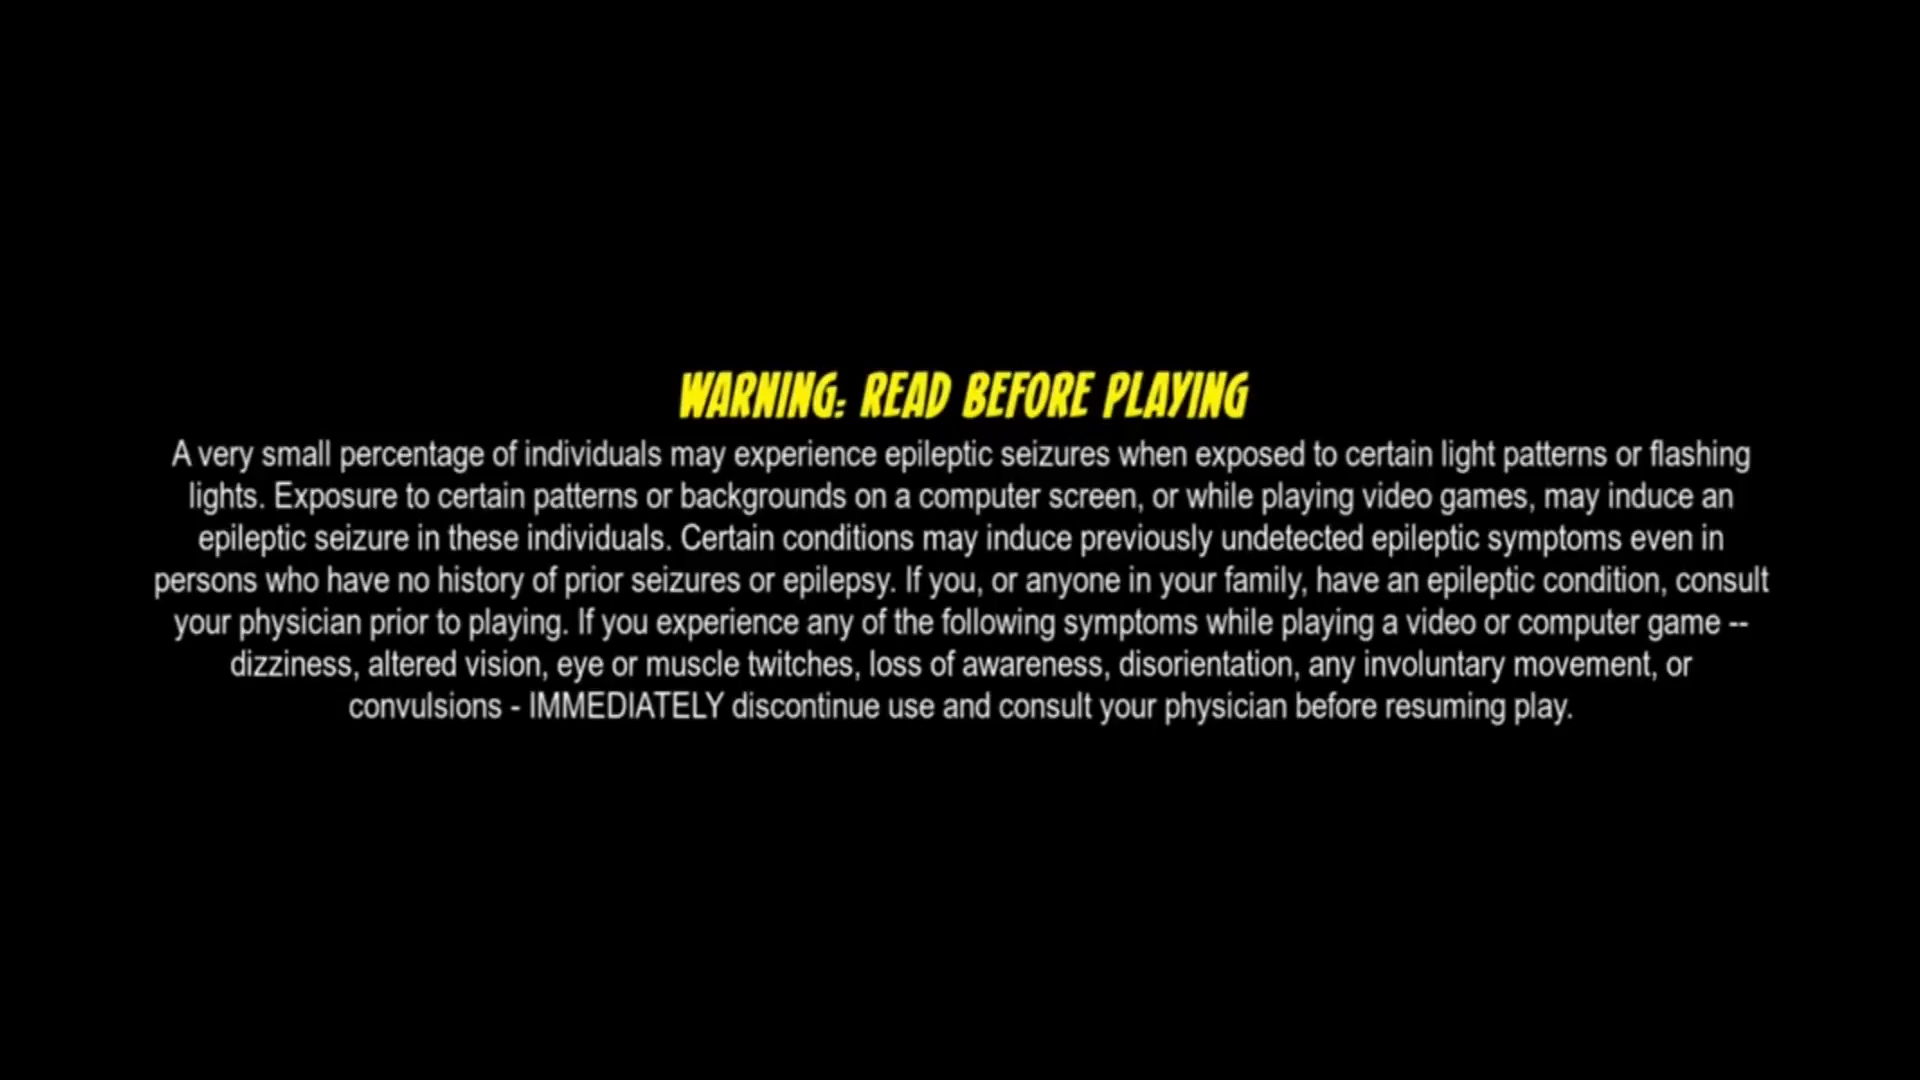 WARNING: READ BEFORE PLAYING
A very small percentage of individuals may experience epileptic seizures when exposed to certain light patterns or flashing
lights. Exposure to certain patterns or backgrounds on a computer screen, or while playing video games, may induce an
epileptic seizure in these individuals. Certain conditions may induce previously undetected epileptic symptoms even in
persons who have no history of prior seizures or epilepsy. If you, or anyone in your family, have an epileptic condition, consult
your physician prior to playing. If you experience any of the following symptoms while playing a video or computer game --
dizziness, altered vision, eye or muscle twitches, loss of awareness, disorientation, any involuntary movement, or
convulsions - IMMEDIATELY discontinue use and consult your physician before resuming play.